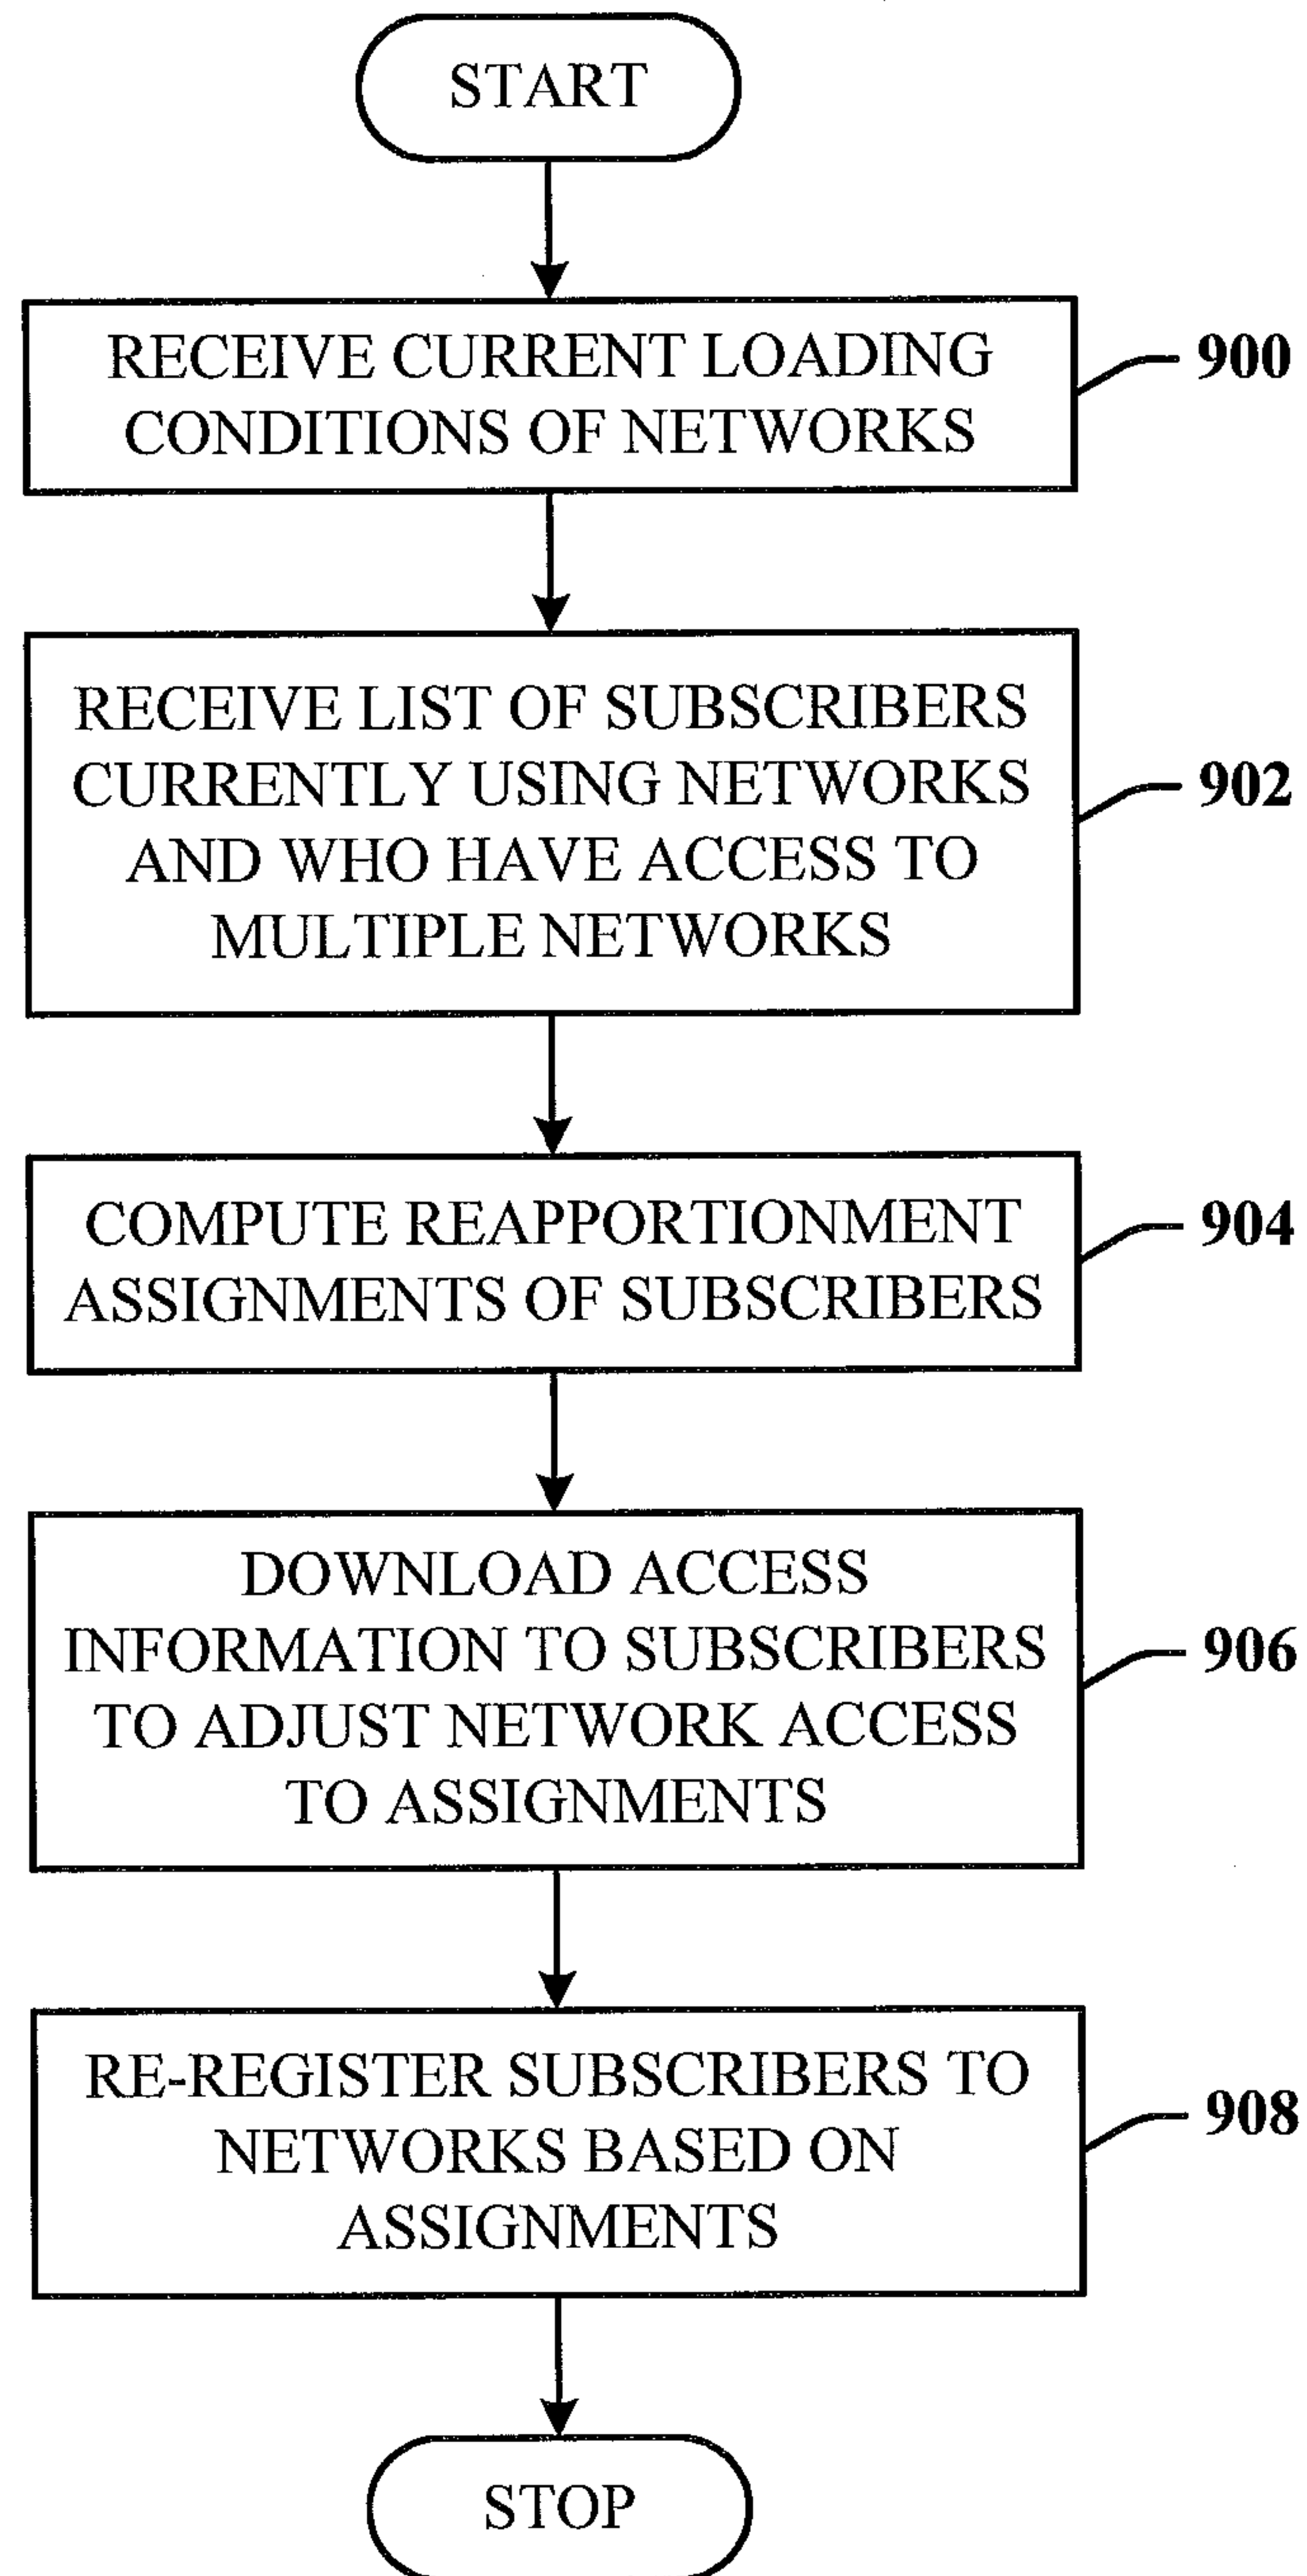 START
RECEIVE CURRENT LOADING
CONDITIONS OF NETWORKS
900
RECEIVE LIST OF SUBSCRIBERS
CURRENTLY USING NETWORKS
AND WHO HAVE ACCESS TO
MULTIPLE NETWORKS
902
COMPUTE REAPPORTIONMENT
ASSIGNMENTS OF SUBSCRIBERS
904
DOWNLOAD ACCESS
INFORMATION TO SUBSCRIBERS
TO ADJUST NETWORK ACCESS
TO ASSIGNMENTS
906
RE-REGISTER SUBSCRIBERS TO
NETWORKS BASED ON
ASSIGNMENTS
908
STOP